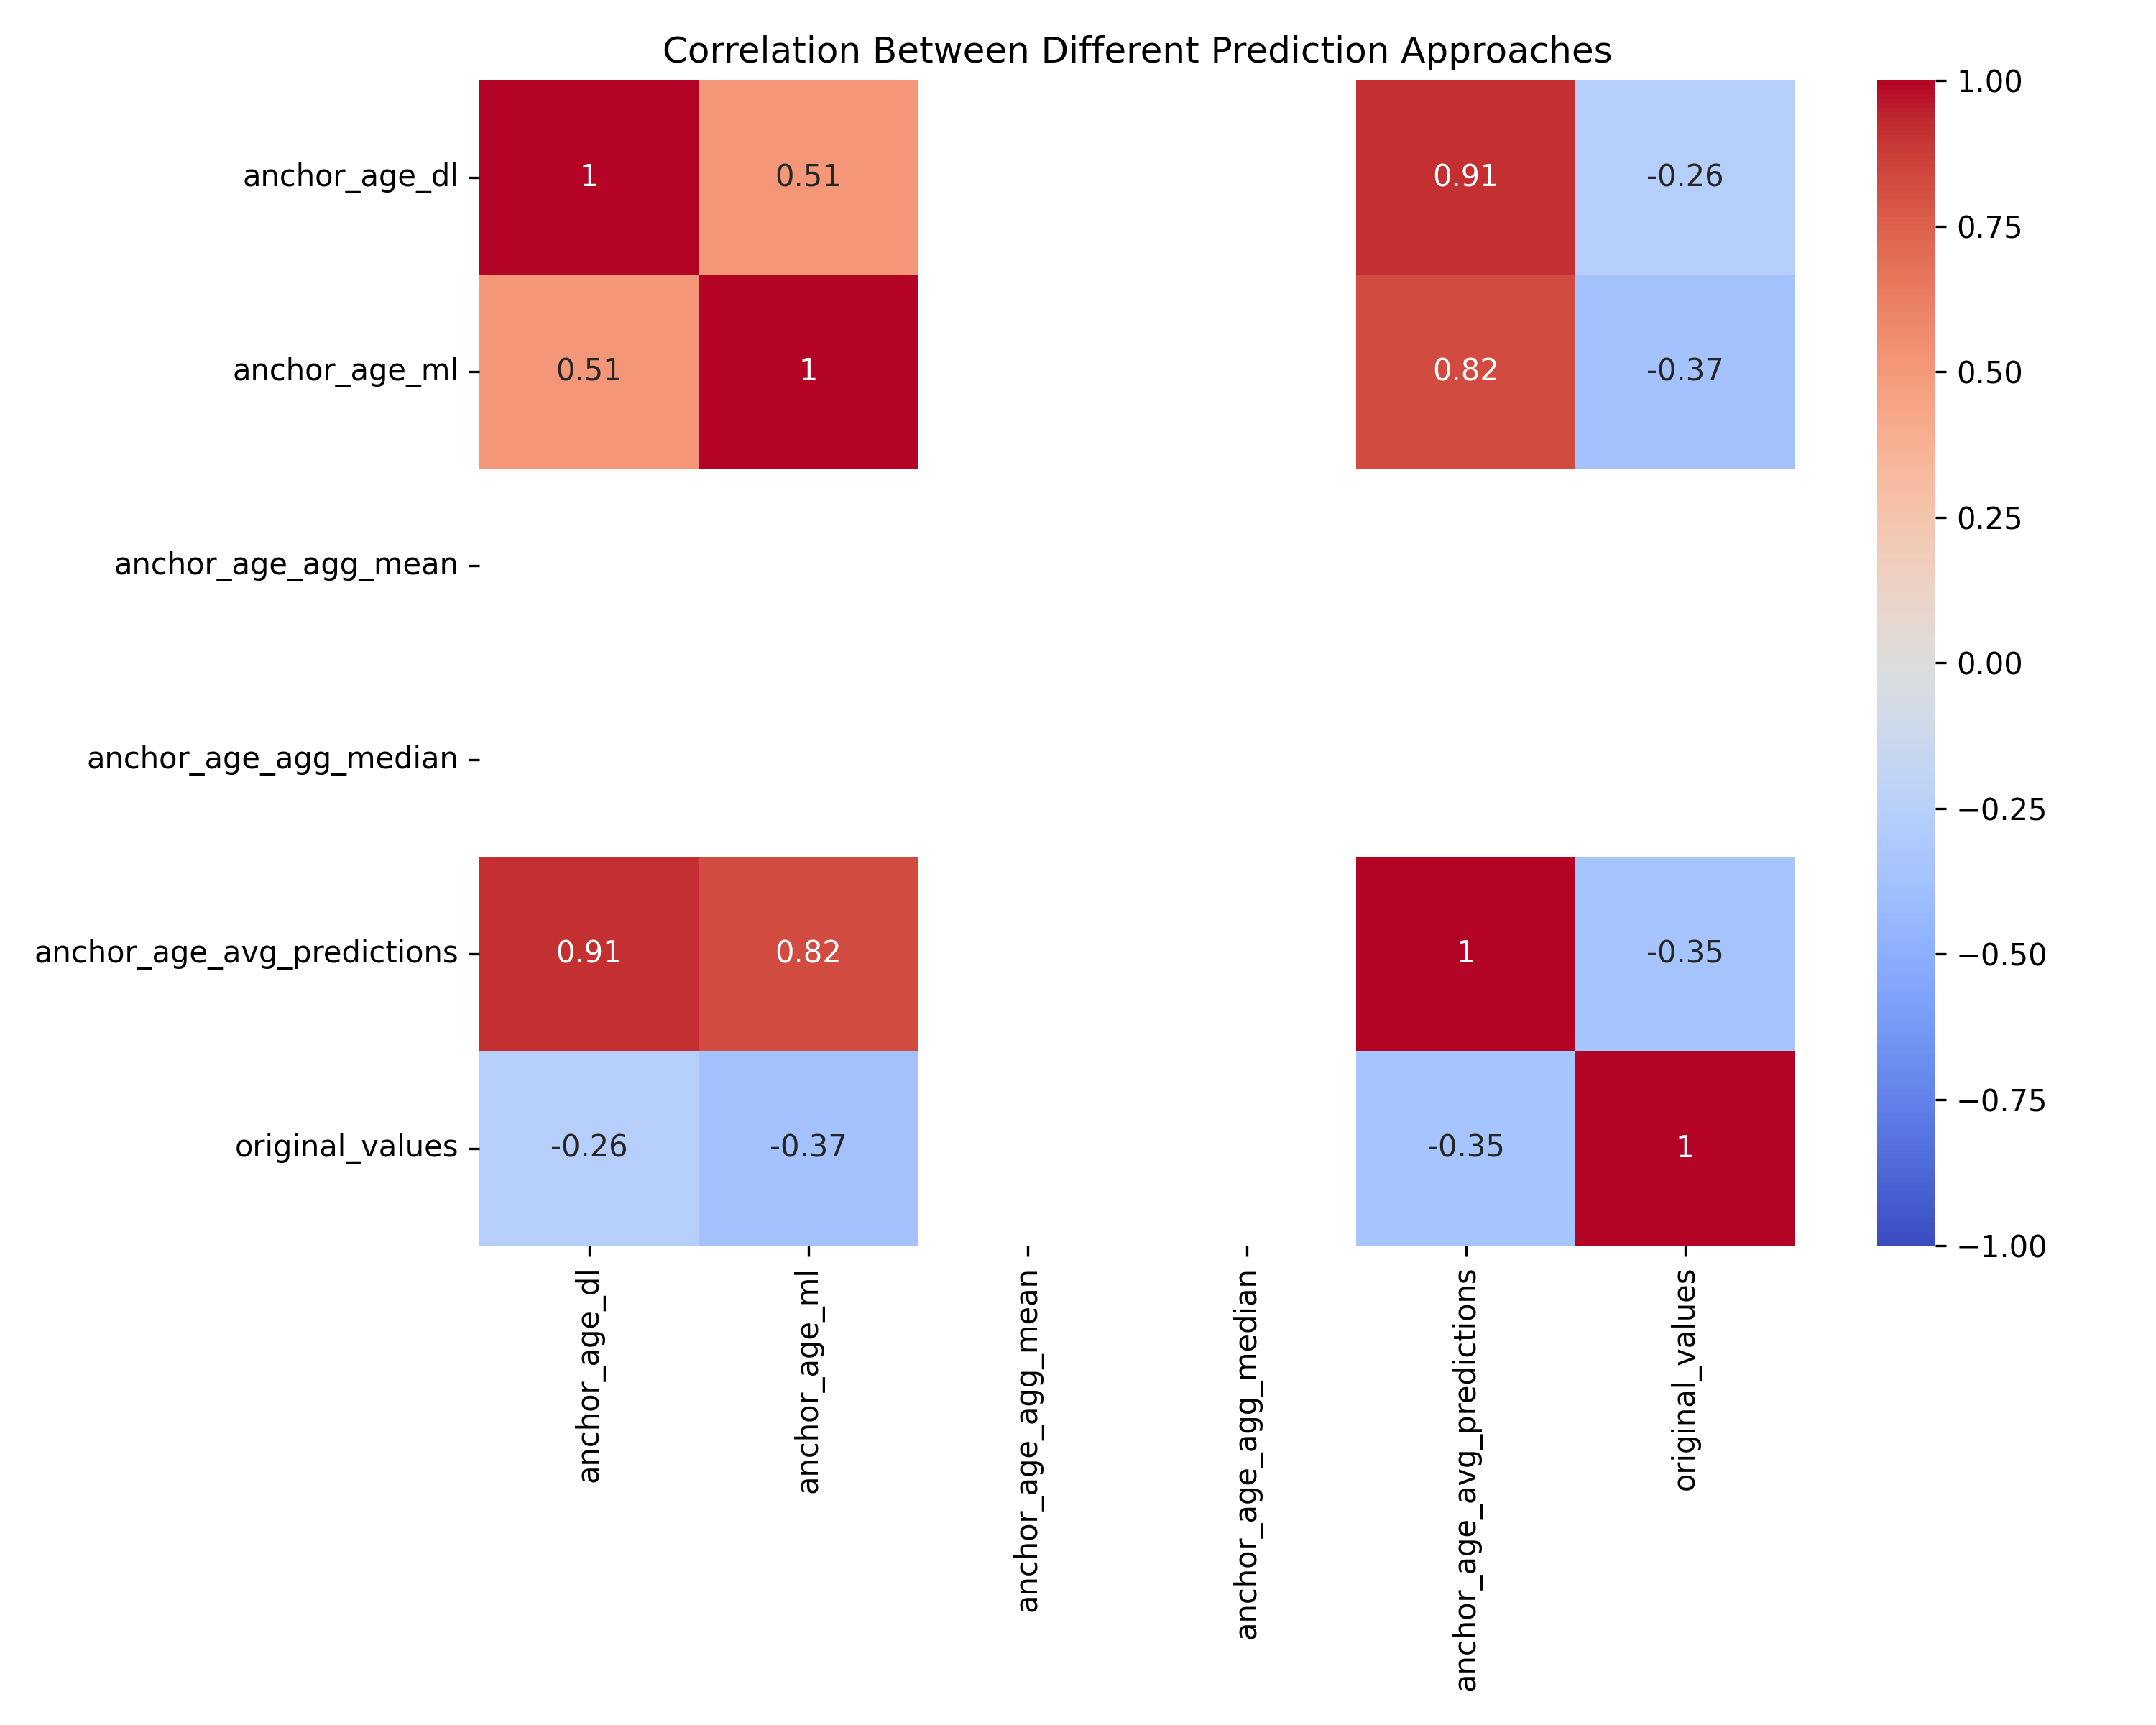 Correlation Between Different Prediction Approaches
anchor_age_dl 1 0.51 0.91 -0.26
anchor_age_ml 0.51 1 0.82 -0.37
anchor_age_agg_mean
anchor_age_agg_median
anchor_age_avg_predictions 0.91 0.82 1 -0.35
original_values -0.26 -0.37 -0.35 1
anchor_age_dl
anchor_age_ml
anchor_age_agg_mean
anchor_age_agg_median
anchor_age_avg_predictions
original_values
1.00
0.75
0.50
0.25
0.00
−0.25
−0.50
−0.75
−1.00